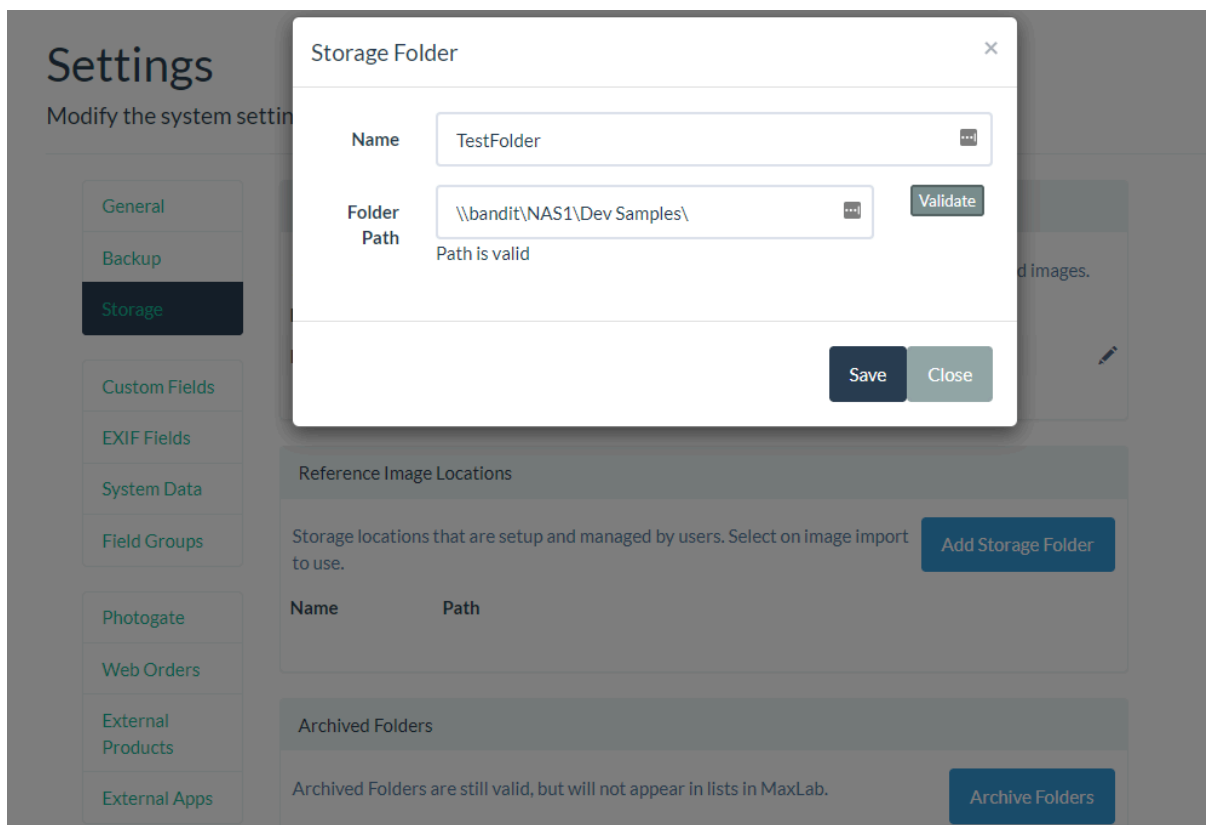 Settings
Modify the system settin
Storage Folder
×
Name
TestFolder
Folder
Path
\\bandit\NAS1\Dev Samples\
Validate
Path is valid
Save
Close
General
Backup
Storage
Custom Fields
EXIF Fields
System Data
Field Groups
Photogate
Web Orders
External
Products
External Apps
d images.
Reference Image Locations
Storage locations that are setup and managed by users. Select on image import
to use.
Add Storage Folder
Name Path
Archived Folders
Archived Folders are still valid, but will not appear in lists in MaxLab.
Archive Folders